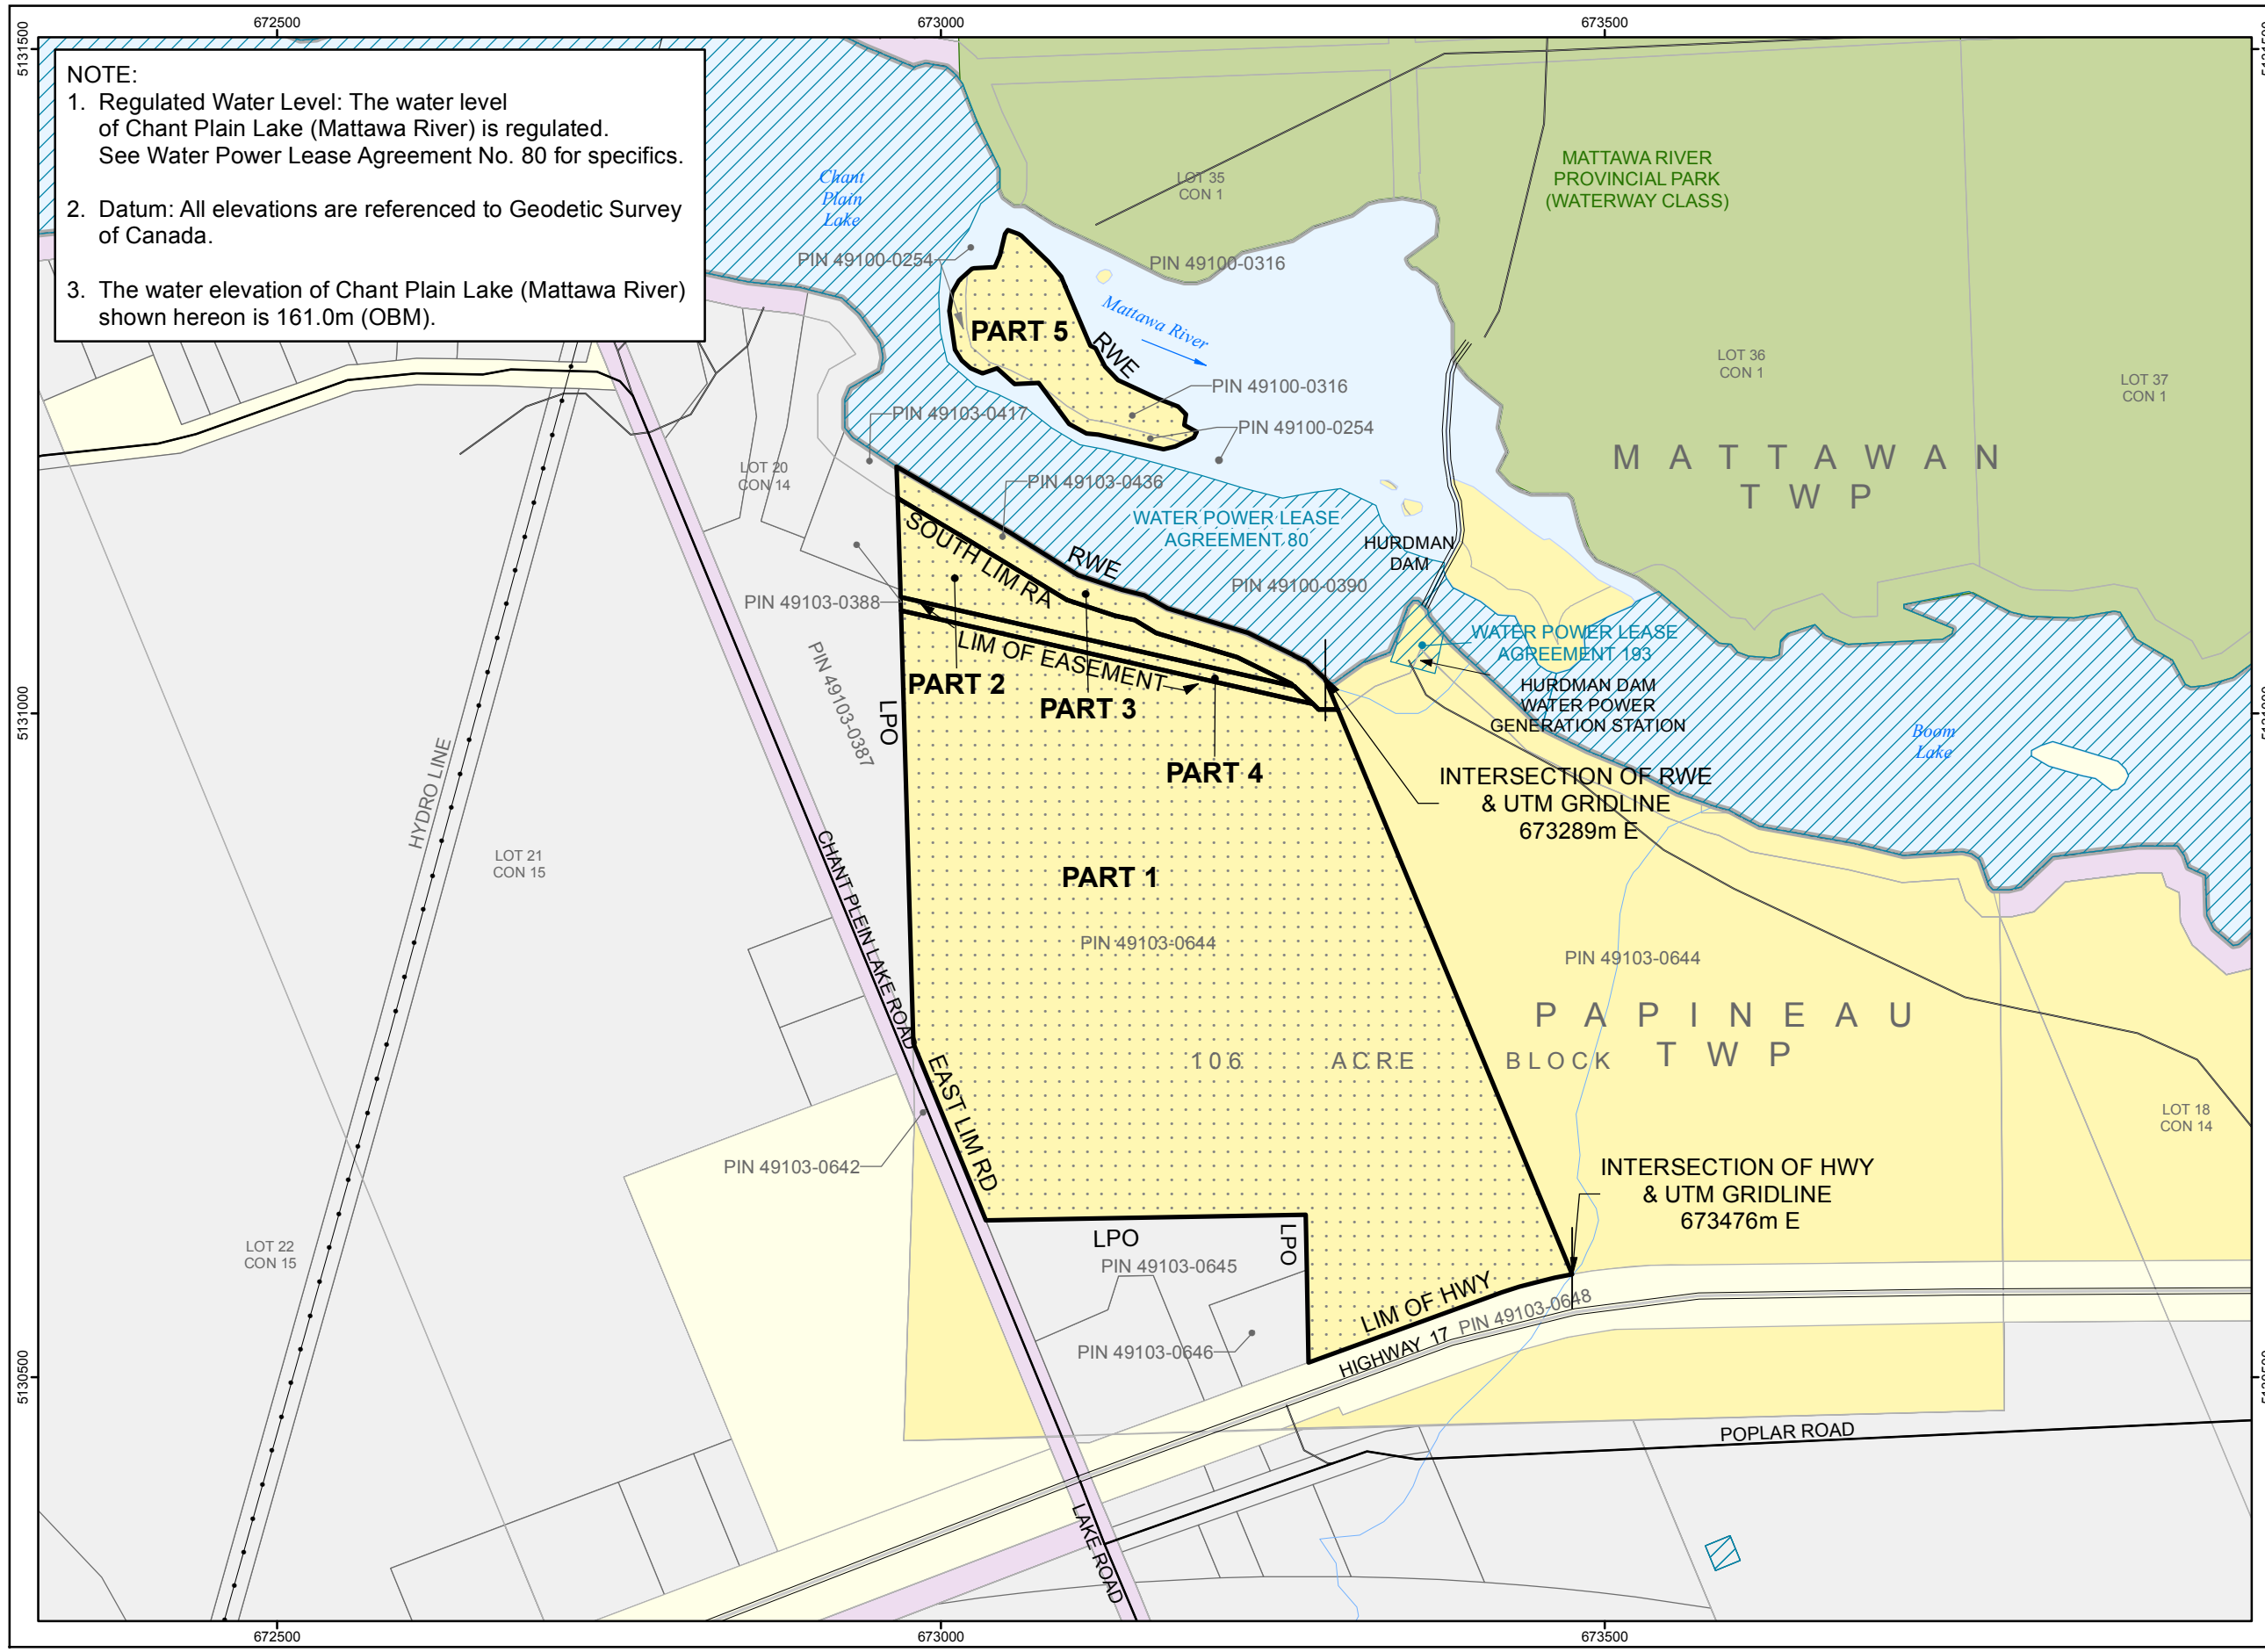 672500
673000
673500
5131500
5131500
NOTE:
1. Regulated Water Level: The water level
of Chant Plain Lake (Mattawa River) is regulated.
See Water Power Lease Agreement No. 80 for specifics.
2. Datum: All elevations are referenced to Geodetic Survey
of Canada.
3. The water elevation of Chant Plain Lake (Mattawa River)
shown hereon is 161.0m (OBM).
Chant
Plain
Lake
LOT 35
CON 1
MATTAWA RIVER
PROVINCIAL PARK
(WATERWAY CLASS)
PIN 49100-0254
PIN 49100-0316
Mattawa River
PART 5
RWE
LOT 36
CON 1
LOT 37
CON 1
PIN 49100-0316
PIN 49103-0417
PIN 49100-0254
MATTAWAN
TWP
LOT 20
CON 14
PIN 49103-0436
WATER POWER LEASE
AGREEMENT 80
SOUTH LIM RA
RWE
HURDMAN
DAM
PIN 49100-0390
PIN 49103-0388
WATER POWER LEASE
AGREEMENT 193
LIM OF EASEMENT
PIN 49103-0387
PART 2
PART 3
HURDMAN DAM
WATER POWER
GENERATION STATION
LPO
5131000
5131000
Boom
Lake
PART 4
HYDRO LINE
INTERSECTION OF RWE
& UTM GRIDLINE
673289m E
LOT 21
CON 15
CHANT PLEIN LAKE ROAD
PART 1
PIN 49103-0644
PIN 49103-0644
PAPINEAU
TWP
106 ACRE BLOCK
EAST LIM RD
LOT 18
CON 14
PIN 49103-0642
INTERSECTION OF HWY
& UTM GRIDLINE
673476m E
LOT 22
CON 15
LPO
LPO
PIN 49103-0645
LIM OF HWY
PIN 49103-0648
HIGHWAY 17
PIN 49103-0646
5130500
5130500
POPLAR ROAD
LAKE ROAD
672500
673000
673500